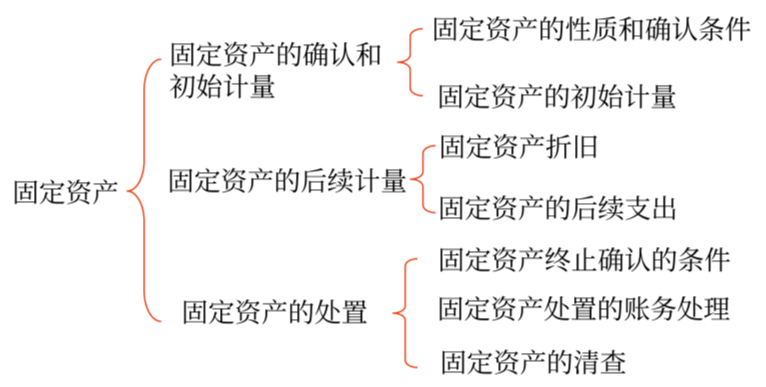 固定资产
固定资产的确认和
初始计量
固定资产的性质和确认条件
固定资产的初始计量
固定资产的后续计量
固定资产折旧
固定资产的后续支出
固定资产的处置
固定资产终止确认的条件
固定资产处置的账务处理
固定资产的清查